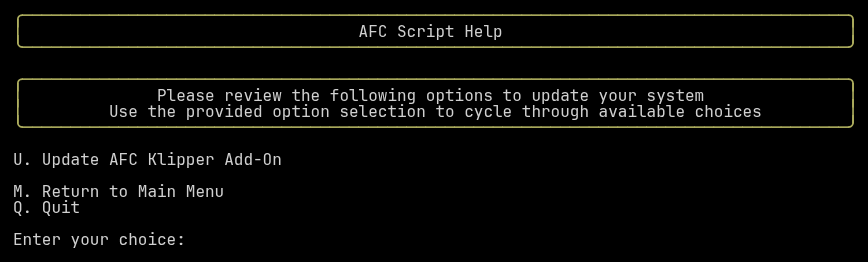 AFC Script Help
Please review the following options to update your system
Use the provided option selection to cycle through available choices
U. Update AFC Klipper Add-On
M. Return to Main Menu
Q. Quit
Enter your choice: